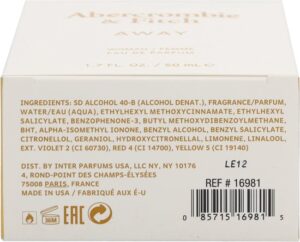 Abercrombie
& Fitch
AWAY
WOMAN / FEMME
EAU DE PARFUM
1.7 FL. OZ. / 50 mL ℮
INGREDIENTS: SD ALCOHOL 40-B (ALCOHOL DENAT.), FRAGRANCE/PARFUM,
WATER/EAU (AQUA), ETHYLHEXYL METHOXYCINNAMATE, ETHYLHEXYL
SALICYLATE, BENZOPHENONE-3, BUTYL METHOXYDIBENZOYLMETHANE,
BHT, ALPHA-ISOMETHYL IONONE, BENZYL ALCOHOL, BENZYL SALICYLATE,
CITRONELLOL, GERANIOL, HYDROXYCITRONELLAL, LIMONENE, LINALOOL,
EXT. VIOLET 2 (CI 60730), RED 4 (CI 14700), YELLOW 5 (CI 19140)
DIST. BY INTER PARFUMS USA, LLC NY, NY 10176
4, ROND-POINT DES CHAMPS-ÉLYSÉES
75008 PARIS, FRANCE
MADE IN USA / FABRIQUÉ AUX É-U
LE12
REF # 16981
36M
EAC
0 85715 16981 5